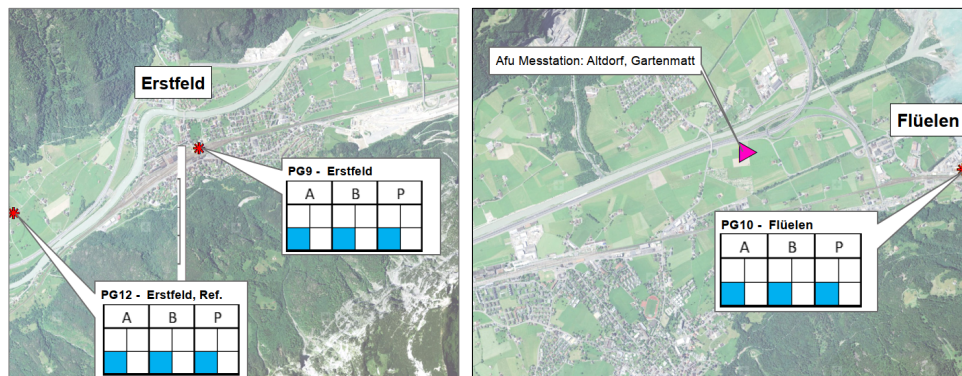 Erstfeld
PG9 - Erstfeld
A B P
PG12 - Erstfeld, Ref.
A B P
Afu Messtation: Altdorf, Gartenmatt
Flüelen
PG10 - Flüelen
A B P